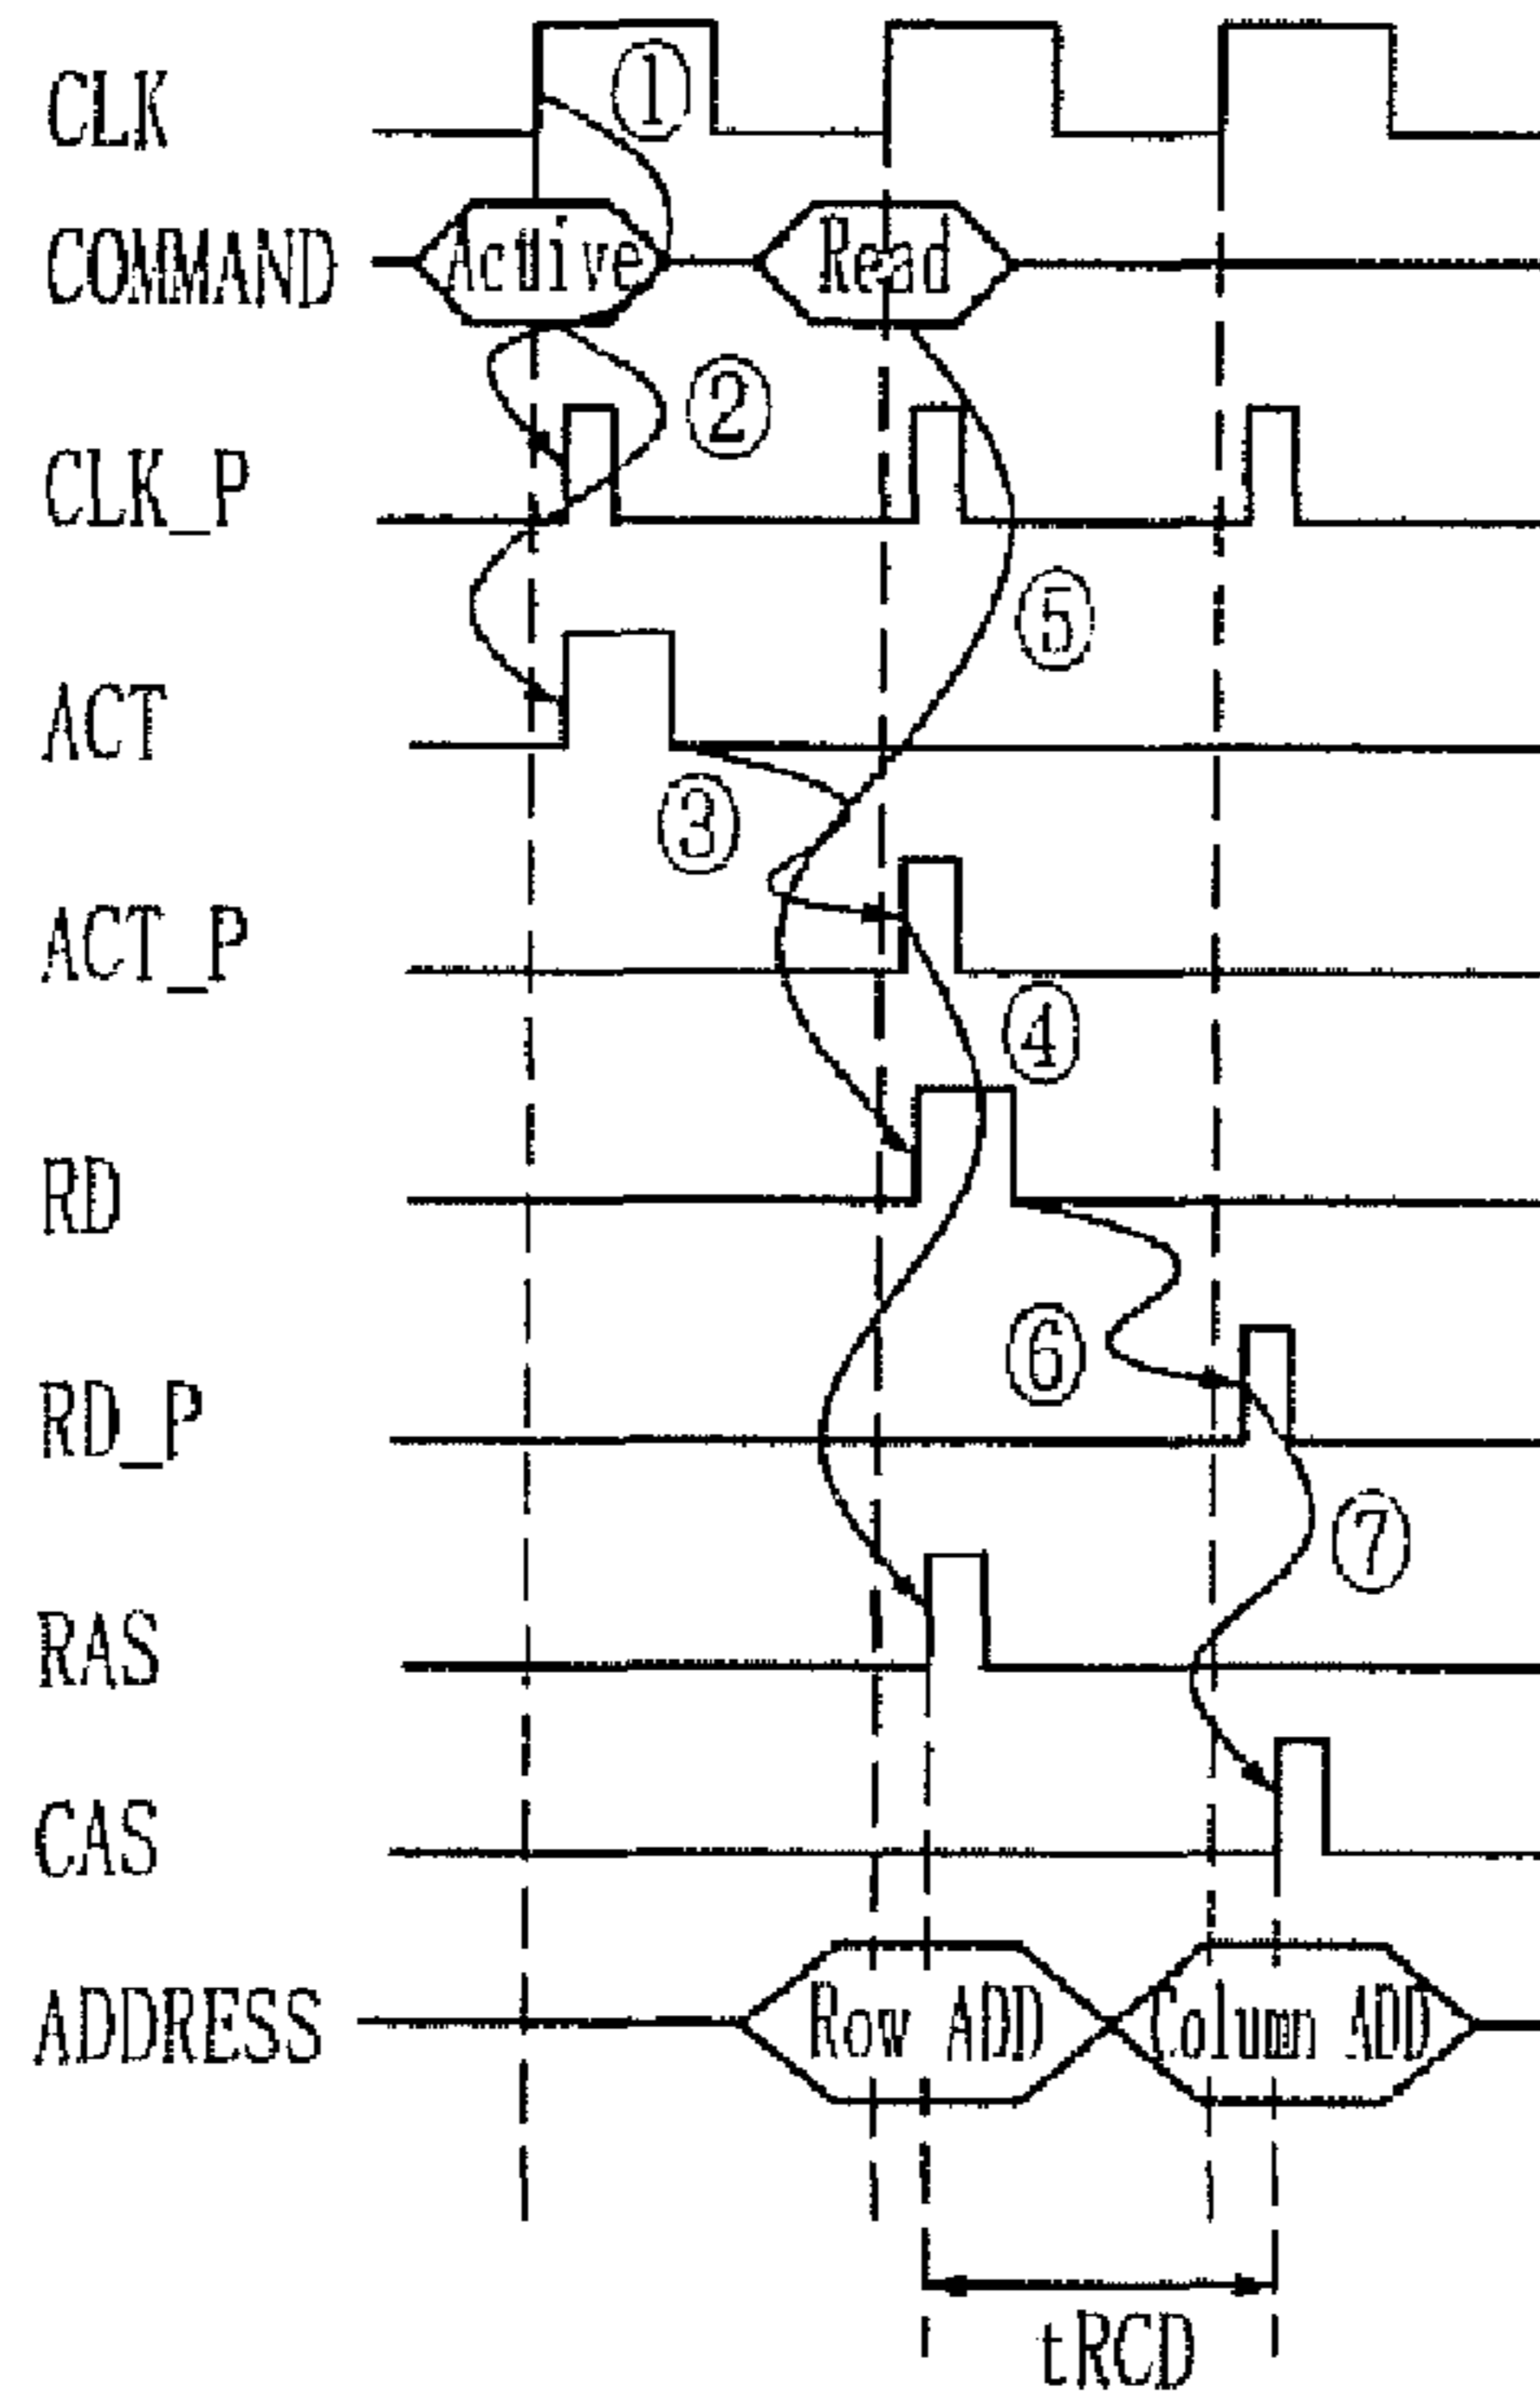 CLK ①
COMMAND Active Read
②
CLK_P
⑤
ACT
③
ACT_P
④
RD
⑥
RD_P
⑦
RAS
CAS
ADDRESS Row ADD Column ADD
tRCD